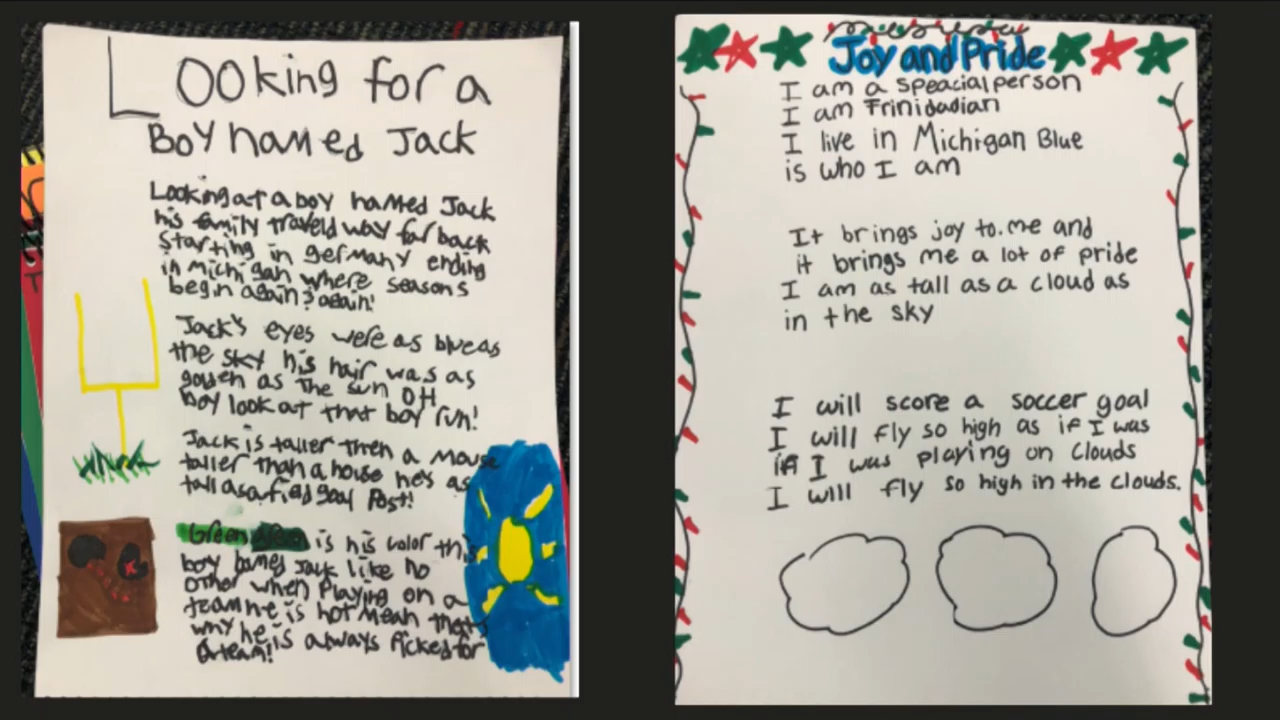 Looking for a
Boy named Jack
Looking at a boy named Jack
his family traveld way far back
Starting in germany ending
in michigan where seasons
begin again? again!
Jack's eyes were as blue as
the sky his hair was as
golden as the sun OH
boy look at that boy run!
Jack is taller then a mouse
taller than a house he's as
tall as a field goal Post!
Green is his color this
boy named Jack like no
other when playing on a
team he is not mean thats
why he is always picked for
a team!
Joy and Pride
I am a speacial person
I am Trinidadian
I live in Michigan Blue
is who I am
It brings joy to me and
it brings me a lot of pride
I am as tall as a cloud as
in the sky
I will score a soccer goal
I will fly so high as if I was
if I was playing on clouds
I will fly so high in the clouds.